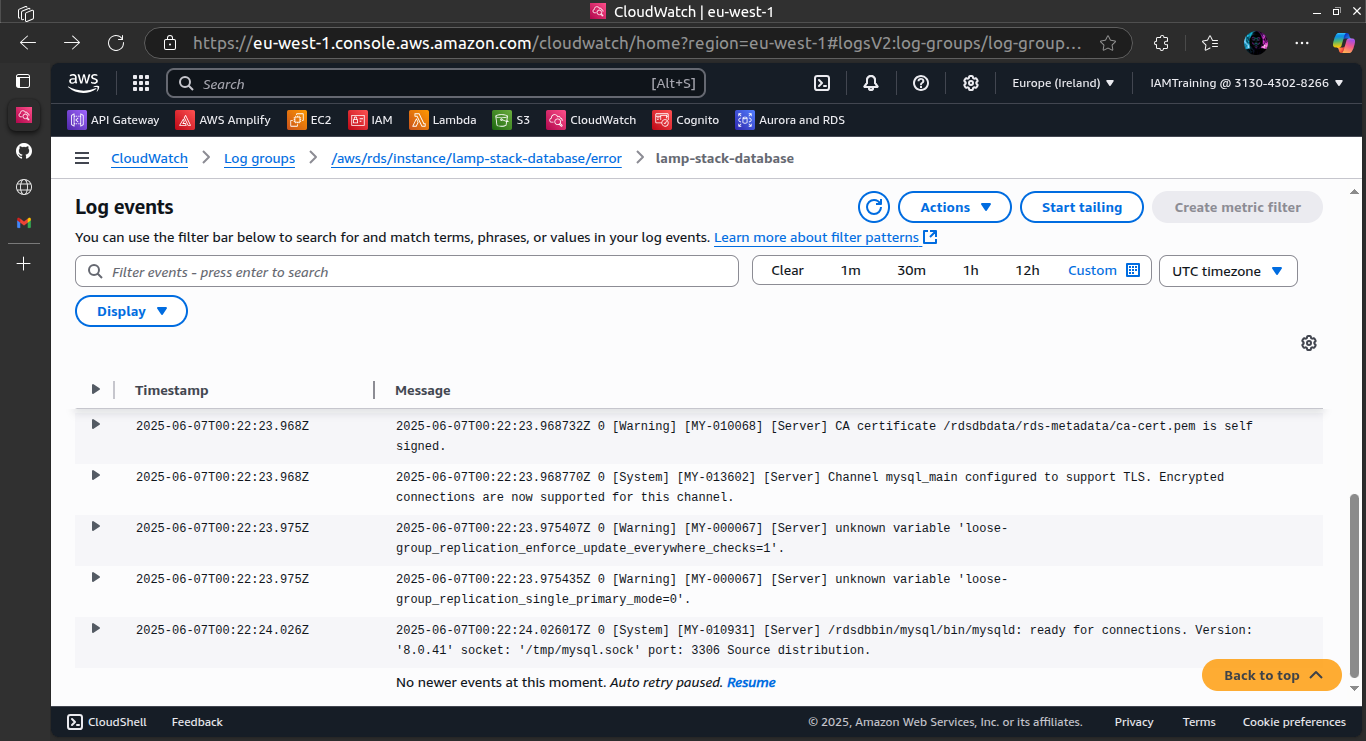 CloudWatch | eu-west-1
https://eu-west-1.console.aws.amazon.com/cloudwatch/home?region=eu-west-1#logsV2:log-groups/log-group...
aws
Search [Alt+S]
Europe (Ireland)
IAMTraining @ 3130-4302-8266
API Gateway AWS Amplify EC2 IAM Lambda S3 CloudWatch Cognito Aurora and RDS
CloudWatch > Log groups > /aws/rds/instance/lamp-stack-database/error > lamp-stack-database
Log events
Actions Start tailing Create metric filter
You can use the filter bar below to search for and match terms, phrases, or values in your log events. Learn more about filter patterns
Filter events - press enter to search
Clear 1m 30m 1h 12h Custom UTC timezone
Display
Timestamp Message
2025-06-07T00:22:23.968Z 2025-06-07T00:22:23.968732Z 0 [Warning] [MY-010068] [Server] CA certificate /rdsdbdata/rds-metadata/ca-cert.pem is self
signed.
2025-06-07T00:22:23.968Z 2025-06-07T00:22:23.968770Z 0 [System] [MY-013602] [Server] Channel mysql_main configured to support TLS. Encrypted
connections are now supported for this channel.
2025-06-07T00:22:23.975Z 2025-06-07T00:22:23.975407Z 0 [Warning] [MY-000067] [Server] unknown variable 'loose-
group_replication_enforce_update_everywhere_checks=1'.
2025-06-07T00:22:23.975Z 2025-06-07T00:22:23.975435Z 0 [Warning] [MY-000067] [Server] unknown variable 'loose-
group_replication_single_primary_mode=0'.
2025-06-07T00:22:24.026Z 2025-06-07T00:22:24.026017Z 0 [System] [MY-010931] [Server] /rdsdbbin/mysql/bin/mysqld: ready for connections. Version:
'8.0.41' socket: '/tmp/mysql.sock' port: 3306 Source distribution.
No newer events at this moment. Auto retry paused. Resume
Back to top
CloudShell Feedback © 2025, Amazon Web Services, Inc. or its affiliates. Privacy Terms Cookie preferences